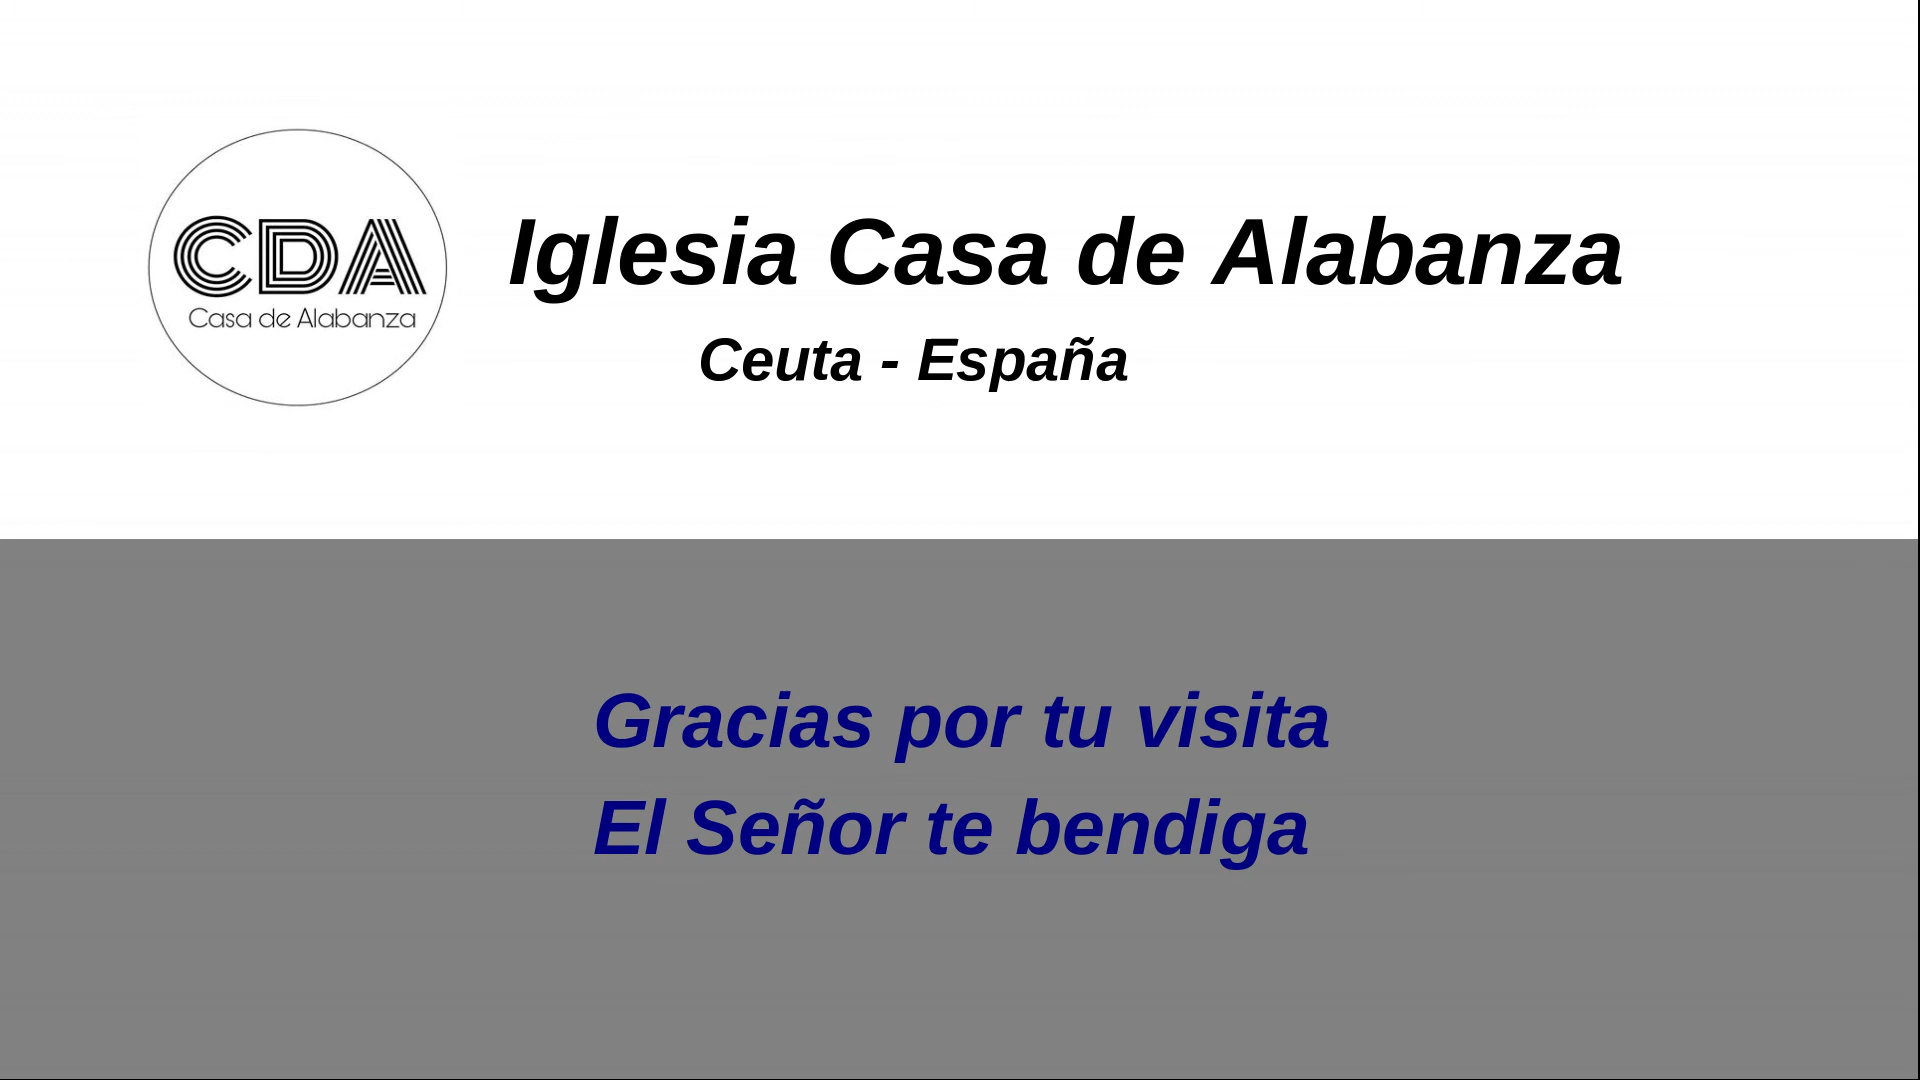 CDA
Casa de Alabanza
Iglesia Casa de Alabanza
Ceuta - España
Gracias por tu visita
El Señor te bendiga